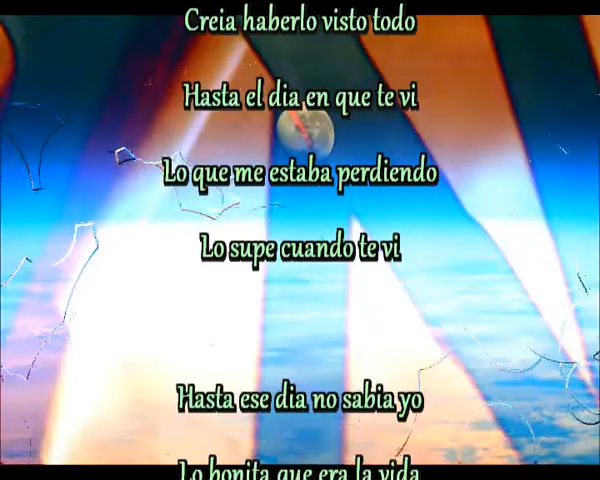 Creia haberlo visto todo
Hasta el dia en que te vi
Lo que me estaba perdiendo
Lo supe cuando te vi
Hasta ese dia no sabia yo
Lo bonita que era la vida